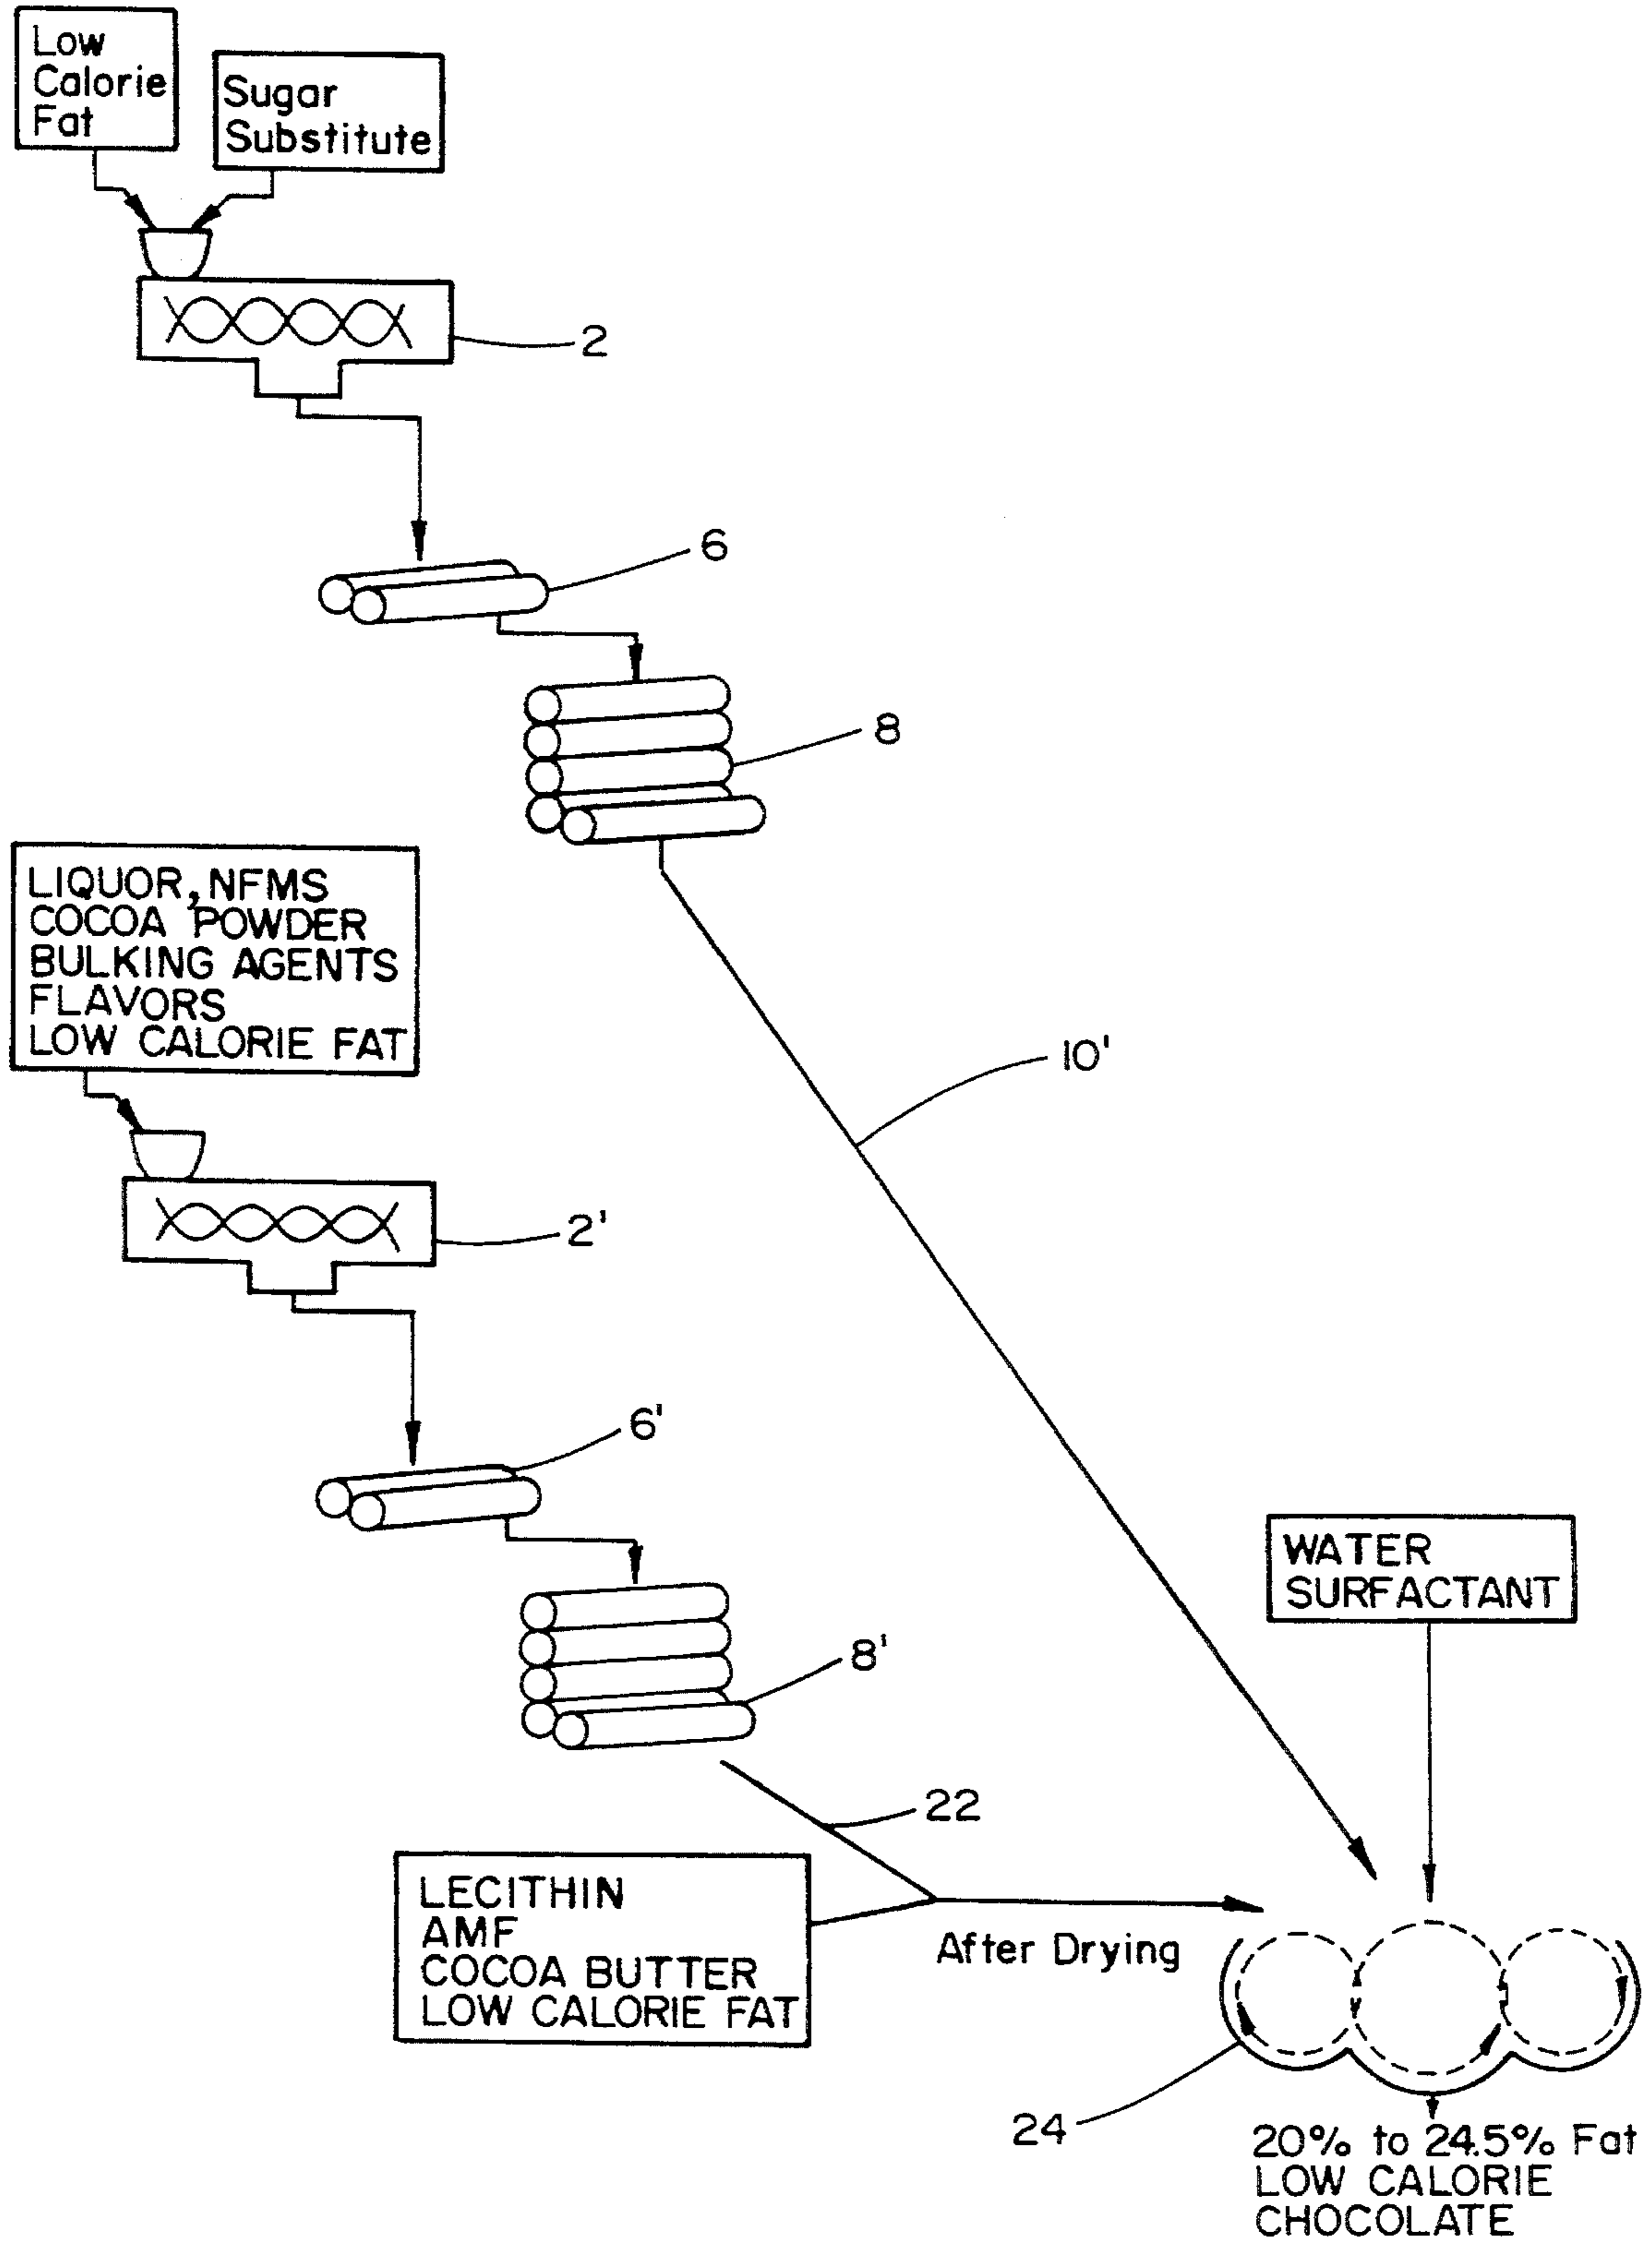 Low
Calorie
Fat
Sugar
Substitute
2
6
8
LIQUOR, NFMS
COCOA POWDER
BULKING AGENTS
FLAVORS
LOW CALORIE FAT
10'
2'
6'
WATER
SURFACTANT
8'
22
LECITHIN
AMF
COCOA BUTTER
LOW CALORIE FAT
After Drying
24
20% to 24.5% Fat
LOW CALORIE
CHOCOLATE